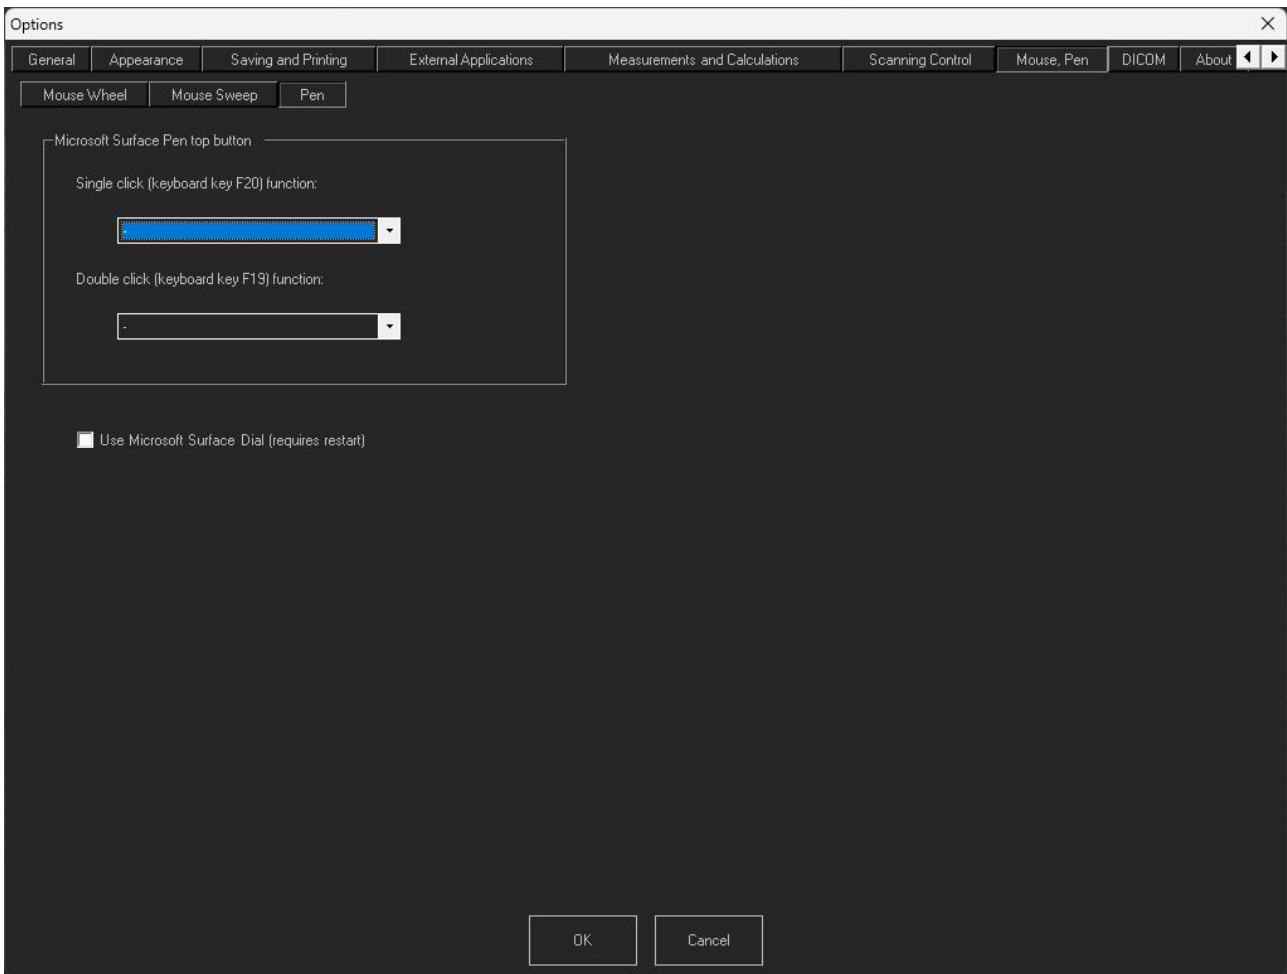 Options
General Appearance Saving and Printing External Applications Measurements and Calculations Scanning Control Mouse, Pen DICOM About
Mouse Wheel Mouse Sweep Pen
Microsoft Surface Pen top button
Single click (keyboard key F20) function:
-
Double click (keyboard key F19) function:
-
Use Microsoft Surface Dial (requires restart)
OK Cancel